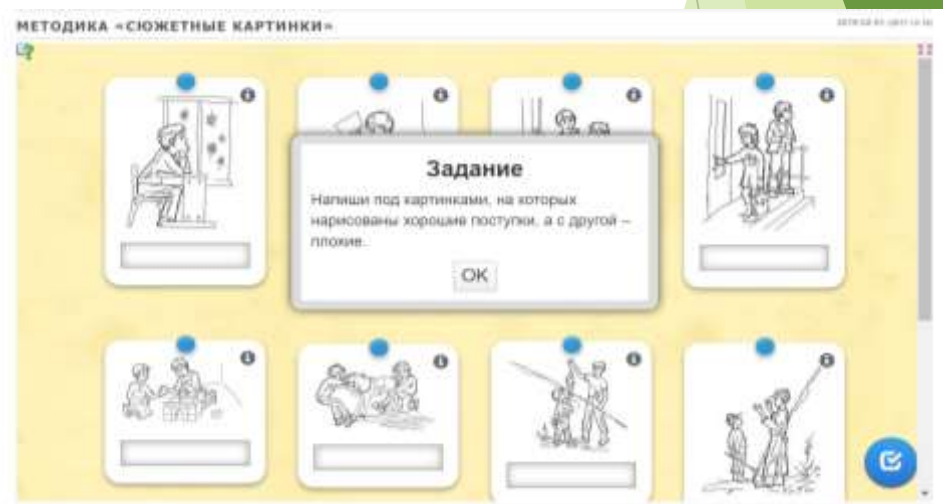 МЕТОДИКА «СЮЖЕТНЫЕ КАРТИНКИ»
Задание
Напиши под картинками, на которых
нарисованы хорошие поступки, а с другой –
плохие.
OK